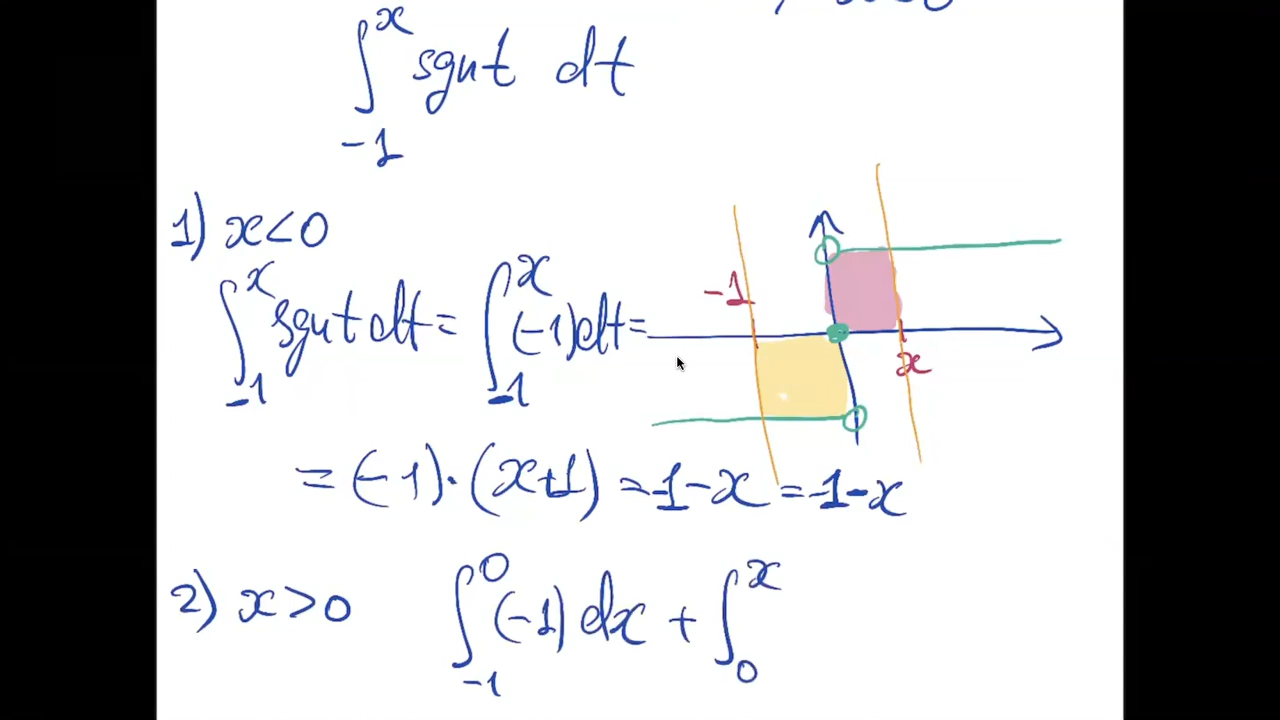 ∫_{-1}^{x} sgn t dt
1) x<0
∫_{-1}^{x} sgn t dt = ∫_{-1}^{x} (-1)dt =
-1
x
= (-1)·(x+1) = -1-x = -1-x
2) x>0 ∫_{-1}^{0} (-1) dx + ∫_{0}^{x}